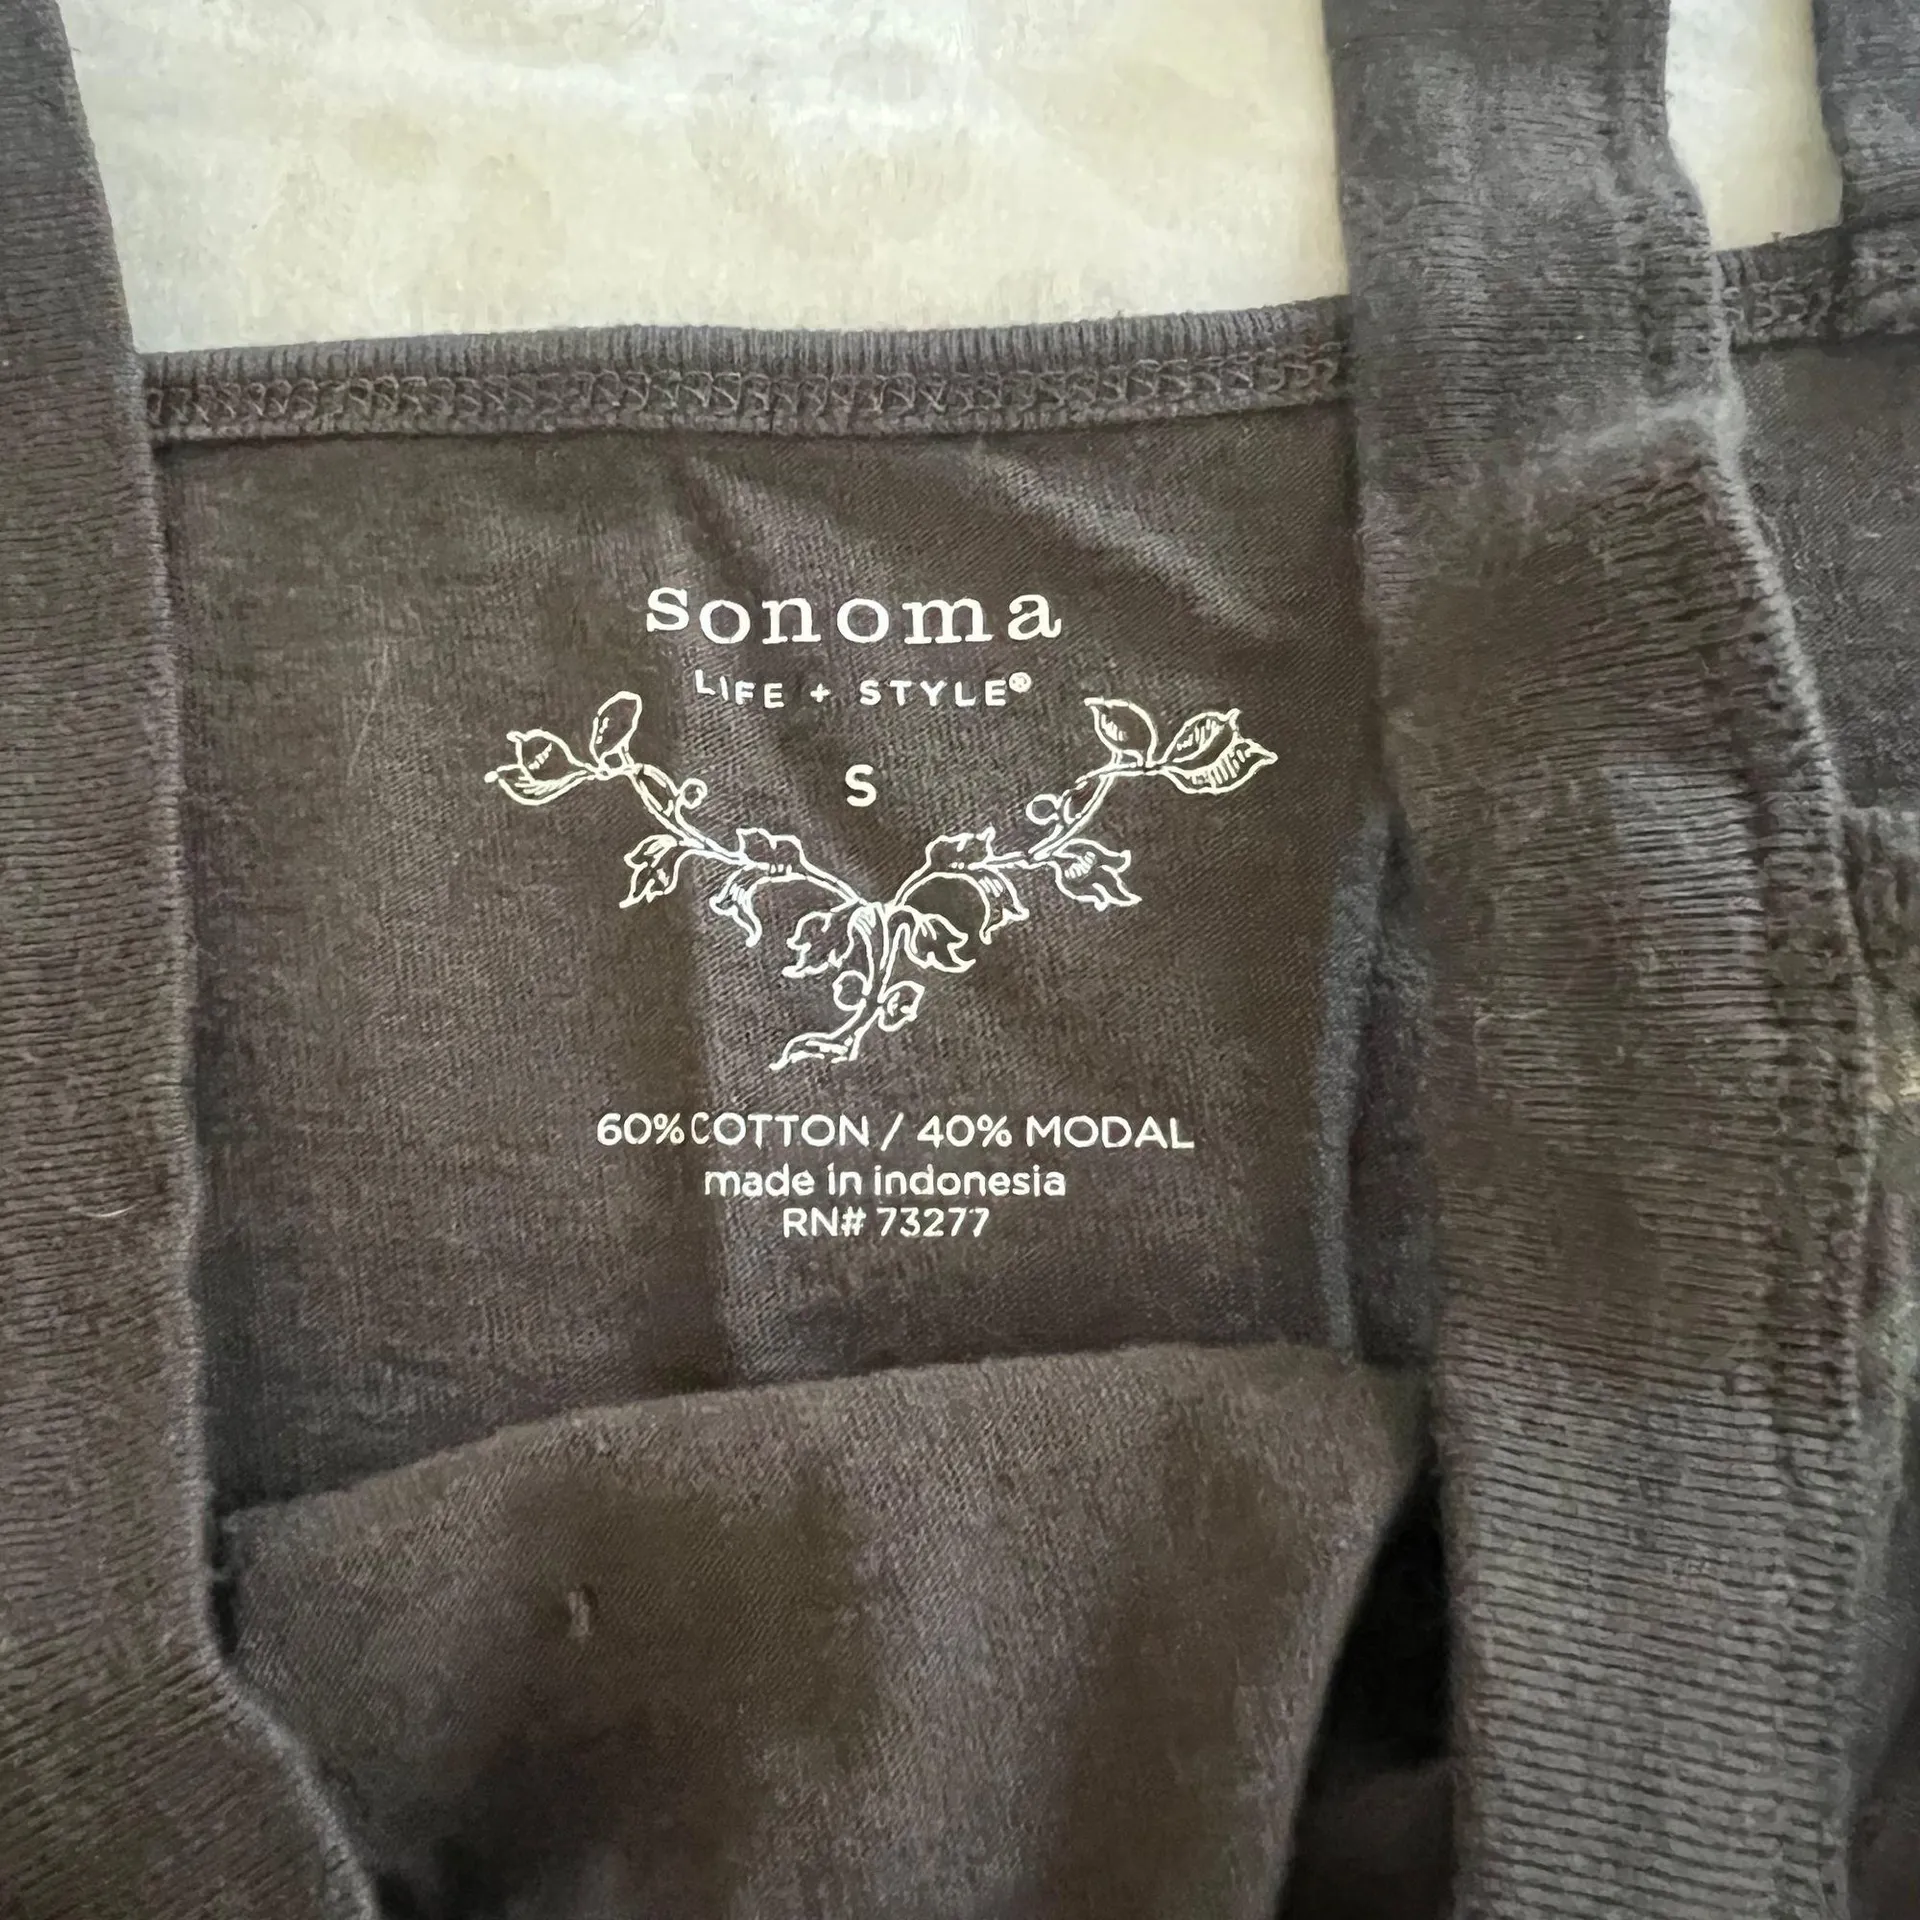 sonoma
LIFE + STYLE®
S
60% COTTON / 40% MODAL
made in indonesia
RN# 73277